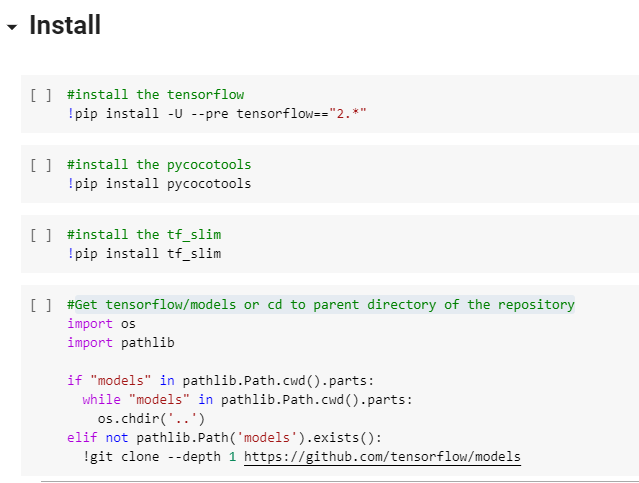 Install
[ ] #install the tensorflow
!pip install -U --pre tensorflow=="2.*"
[ ] #install the pycocotools
!pip install pycocotools
[ ] #install the tf_slim
!pip install tf_slim
[ ] #Get tensorflow/models or cd to parent directory of the repository
import os
import pathlib
if "models" in pathlib.Path.cwd().parts:
  while "models" in pathlib.Path.cwd().parts:
    os.chdir('..')
elif not pathlib.Path('models').exists():
  !git clone --depth 1 https://github.com/tensorflow/models